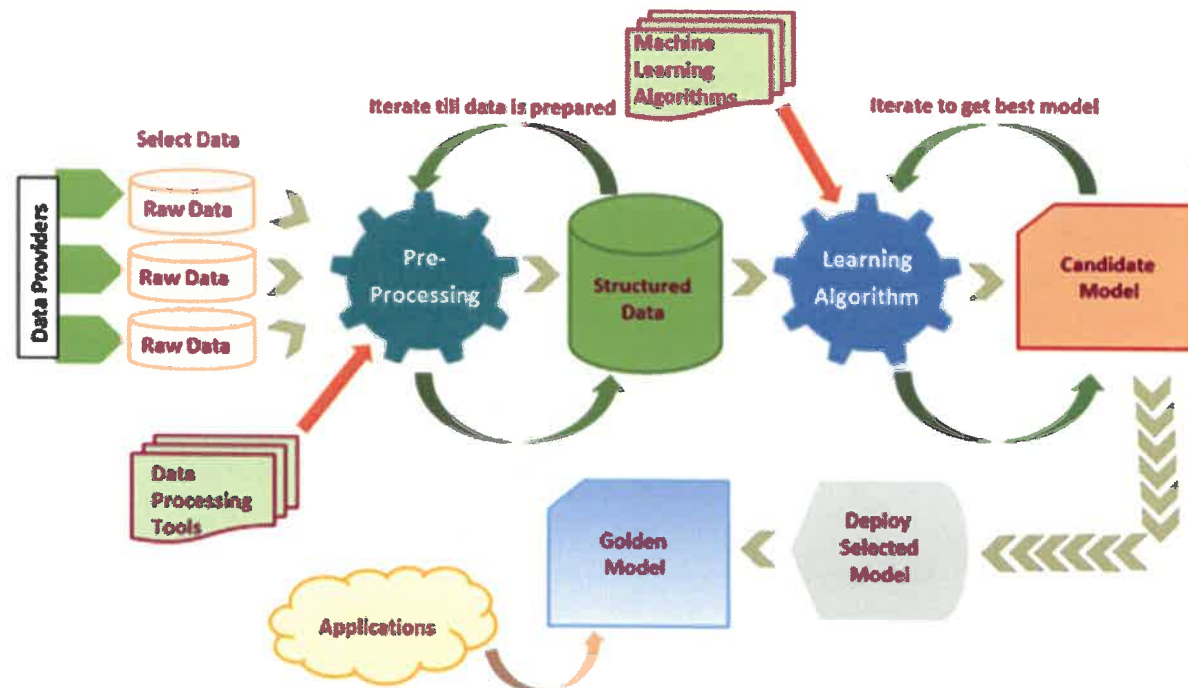 Machine
Learning
Algorithms
Iterate till data is prepared
Iterate to get best model
Select Data
Data Providers
Raw Data
Raw Data
Raw Data
Pre-
Processing
Structured
Data
Learning
Algorithm
Candidate
Model
Data
Processing
Tools
Golden
Model
Deploy
Selected
Model
Applications